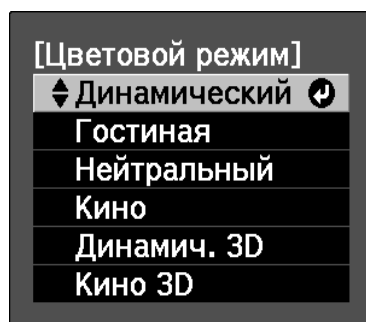 [Цветовой режим]
Динамический
Гостиная
Нейтральный
Кино
Динамич. 3D
Кино 3D